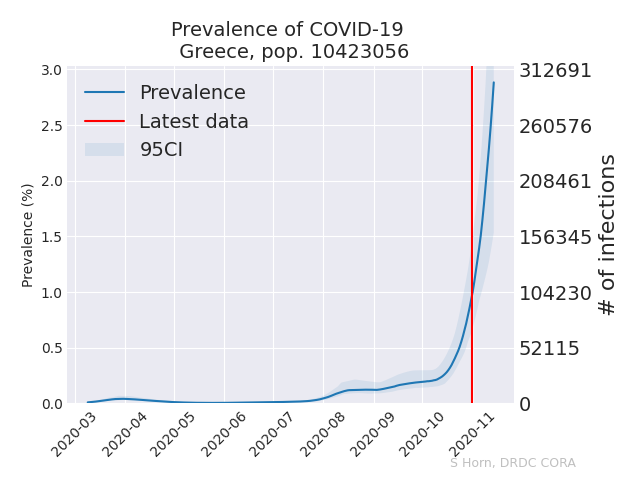 Prevalence of COVID-19
Greece, pop. 10423056
3.0
2.5
2.0
1.5
1.0
0.5
0.0
Prevalence (%)
Prevalence
Latest data
95CI
312691
260576
208461
156345
104230
52115
0
# of infections
2020-03
2020-04
2020-05
2020-06
2020-07
2020-08
2020-09
2020-10
2020-11
S Horn, DRDC CORA